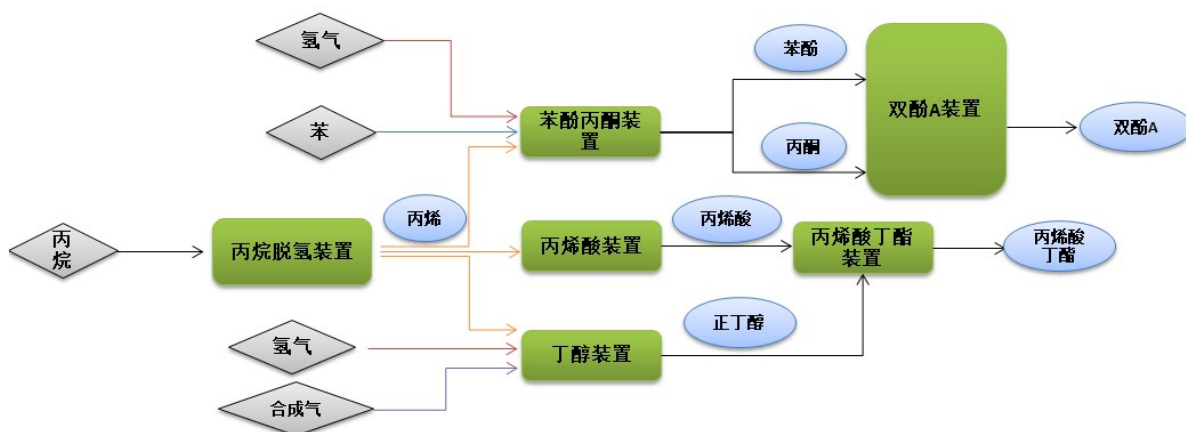 氢气
苯
苯酚丙酮装
置
苯酚
丙酮
双酚A装置
双酚A
丙
烷
丙烷脱氢装置
丙烯
丙烯酸装置
丙烯酸
丙烯酸丁酯
装置
丙烯酸
丁酯
氢气
合成气
丁醇装置
正丁醇